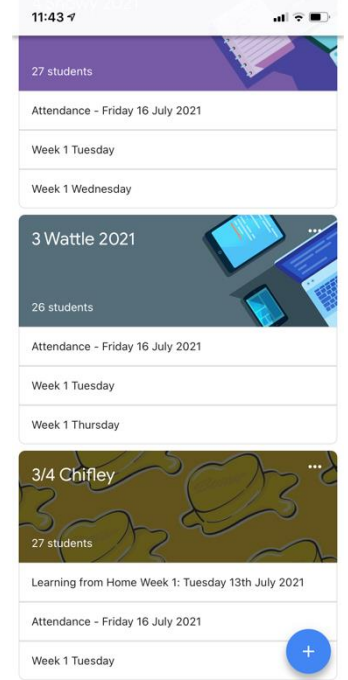 11:43
27 students
Attendance - Friday 16 July 2021
Week 1 Tuesday
Week 1 Wednesday
3 Wattle 2021
26 students
Attendance - Friday 16 July 2021
Week 1 Tuesday
Week 1 Thursday
3/4 Chifley
27 students
Learning from Home Week 1: Tuesday 13th July 2021
Attendance - Friday 16 July 2021
Week 1 Tuesday